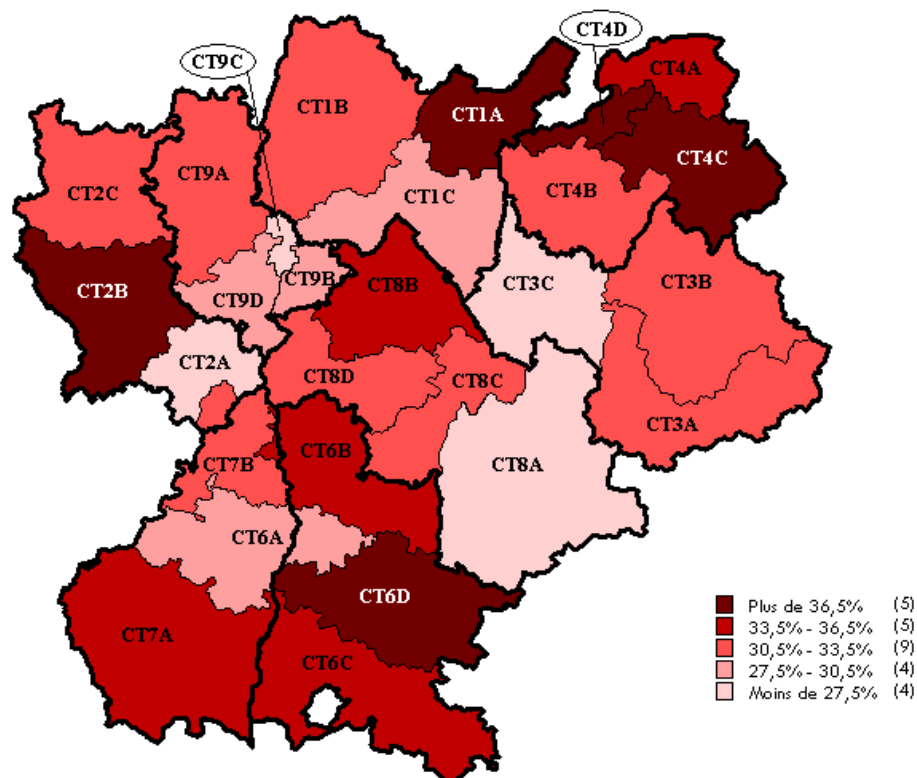 CT4D
CT9C
CT4A
CT1B
CT1A
CT4C
CT9A
CT2C
CT4B
CT1C
CT9B
CT8B
CT3C
CT3B
CT2B
CT9D
CT2A
CT8D
CT8C
CT3A
CT7B
CT6B
CT8A
CT6A
CT6D
CT7A
CT6C
Plus de 36,5% (5)
33,5% - 36,5% (5)
30,5% - 33,5% (9)
27,5% - 30,5% (4)
Moins de 27,5% (4)